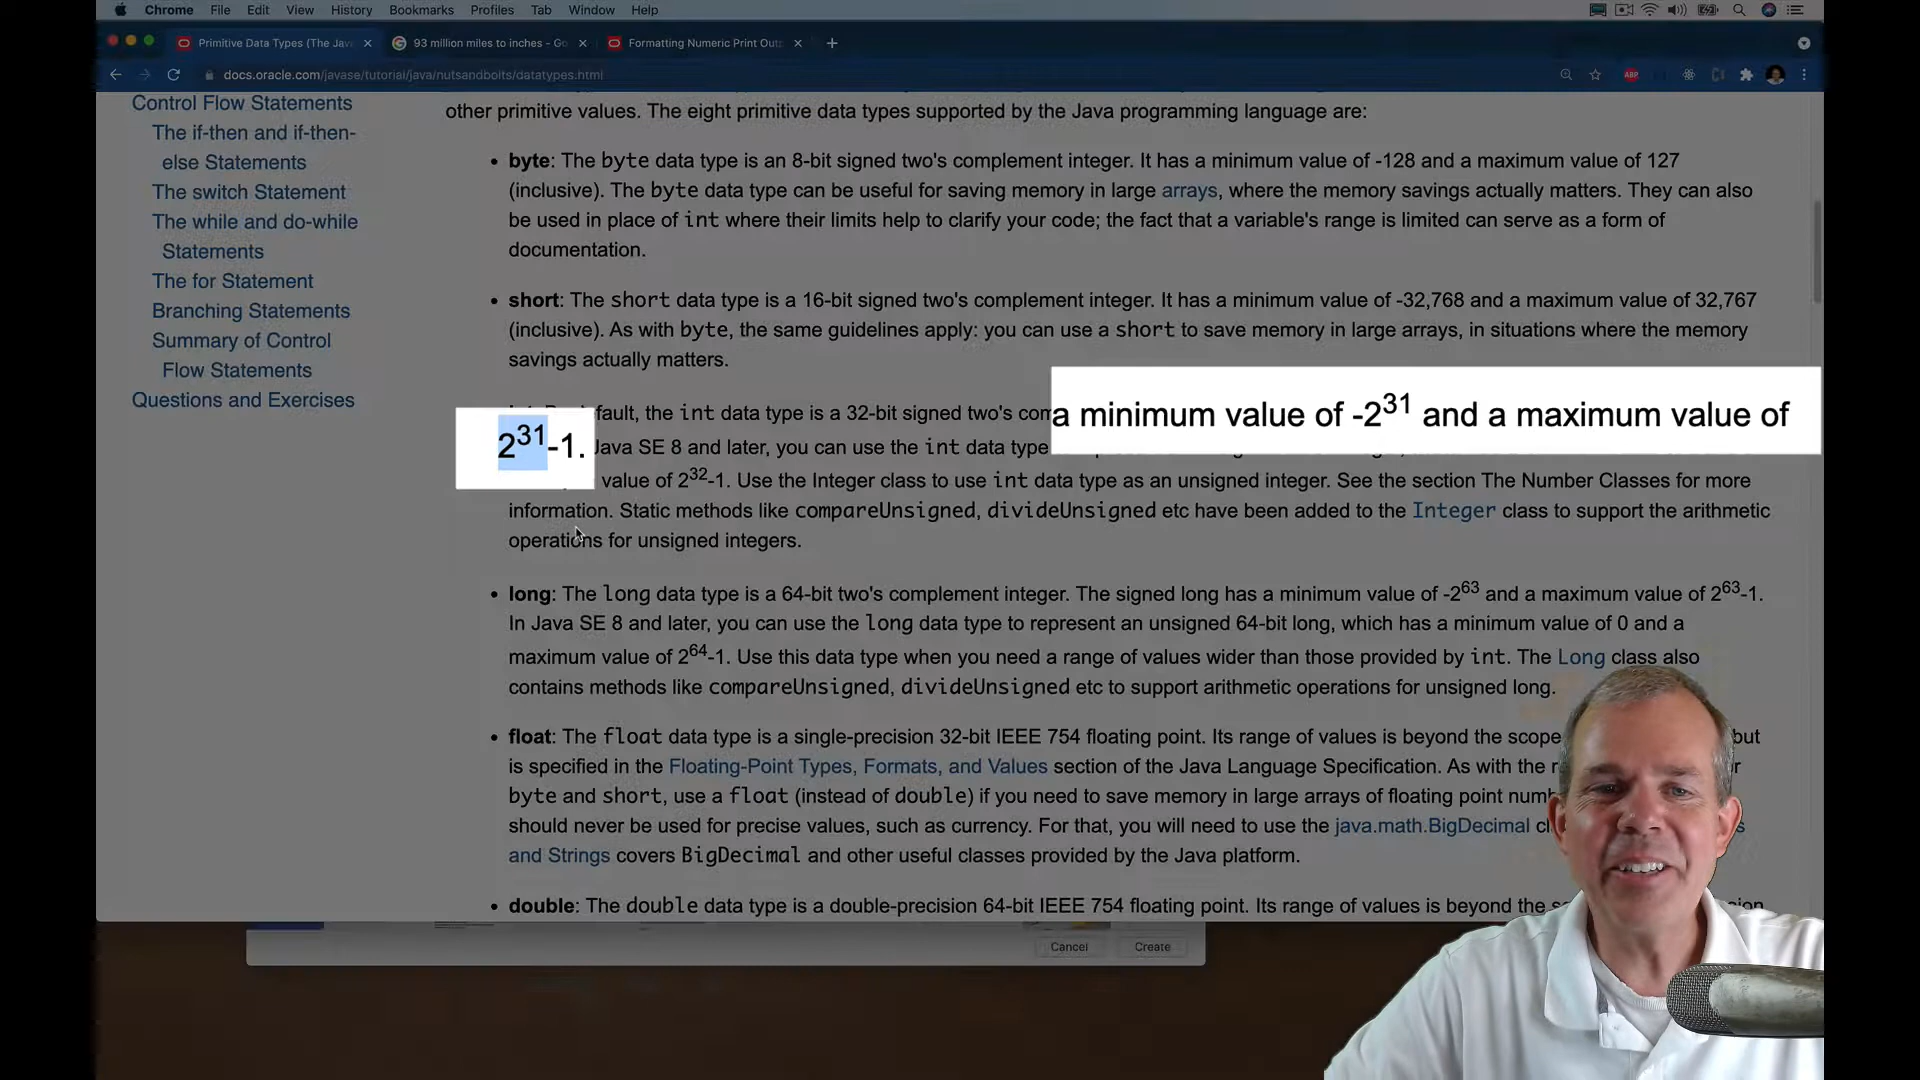 Chrome File Edit View History Bookmarks Profiles Tab Window Help
Primitive Data Types (The Java
93 million miles to inches - Go
Formatting Numeric Print Out
docs.oracle.com/javase/tutorial/java/nutsandbolts/datatypes.html
ABP
Control Flow Statements
The if-then and if-then-
else Statements
The switch Statement
The while and do-while
Statements
The for Statement
Branching Statements
Summary of Control
Flow Statements
Questions and Exercises
other primitive values. The eight primitive data types supported by the Java programming language are:
• byte: The byte data type is an 8-bit signed two's complement integer. It has a minimum value of -128 and a maximum value of 127
(inclusive). The byte data type can be useful for saving memory in large arrays, where the memory savings actually matters. They can also
be used in place of int where their limits help to clarify your code; the fact that a variable's range is limited can serve as a form of
documentation.
• short: The short data type is a 16-bit signed two's complement integer. It has a minimum value of -32,768 and a maximum value of 32,767
(inclusive). As with byte, the same guidelines apply: you can use a short to save memory in large arrays, in situations where the memory
savings actually matters.
fault, the int data type is a 32-bit signed two's com
a minimum value of -2³¹ and a maximum value of
2³¹-1.
Java SE 8 and later, you can use the int data type
value of 2³²-1. Use the Integer class to use int data type as an unsigned integer. See the section The Number Classes for more
information. Static methods like compareUnsigned, divideUnsigned etc have been added to the Integer class to support the arithmetic
operations for unsigned integers.
• long: The long data type is a 64-bit two's complement integer. The signed long has a minimum value of -2⁶³ and a maximum value of 2⁶³-1.
In Java SE 8 and later, you can use the long data type to represent an unsigned 64-bit long, which has a minimum value of 0 and a
maximum value of 2⁶⁴-1. Use this data type when you need a range of values wider than those provided by int. The Long class also
contains methods like compareUnsigned, divideUnsigned etc to support arithmetic operations for unsigned long.
• float: The float data type is a single-precision 32-bit IEEE 754 floating point. Its range of values is beyond the scope but
is specified in the Floating-Point Types, Formats, and Values section of the Java Language Specification. As with the
byte and short, use a float (instead of double) if you need to save memory in large arrays of floating point
should never be used for precise values, such as currency. For that, you will need to use the java.math.BigDecimal
and Strings covers BigDecimal and other useful classes provided by the Java platform.
• double: The double data type is a double-precision 64-bit IEEE 754 floating point. Its range of values is beyond the
Cancel Create